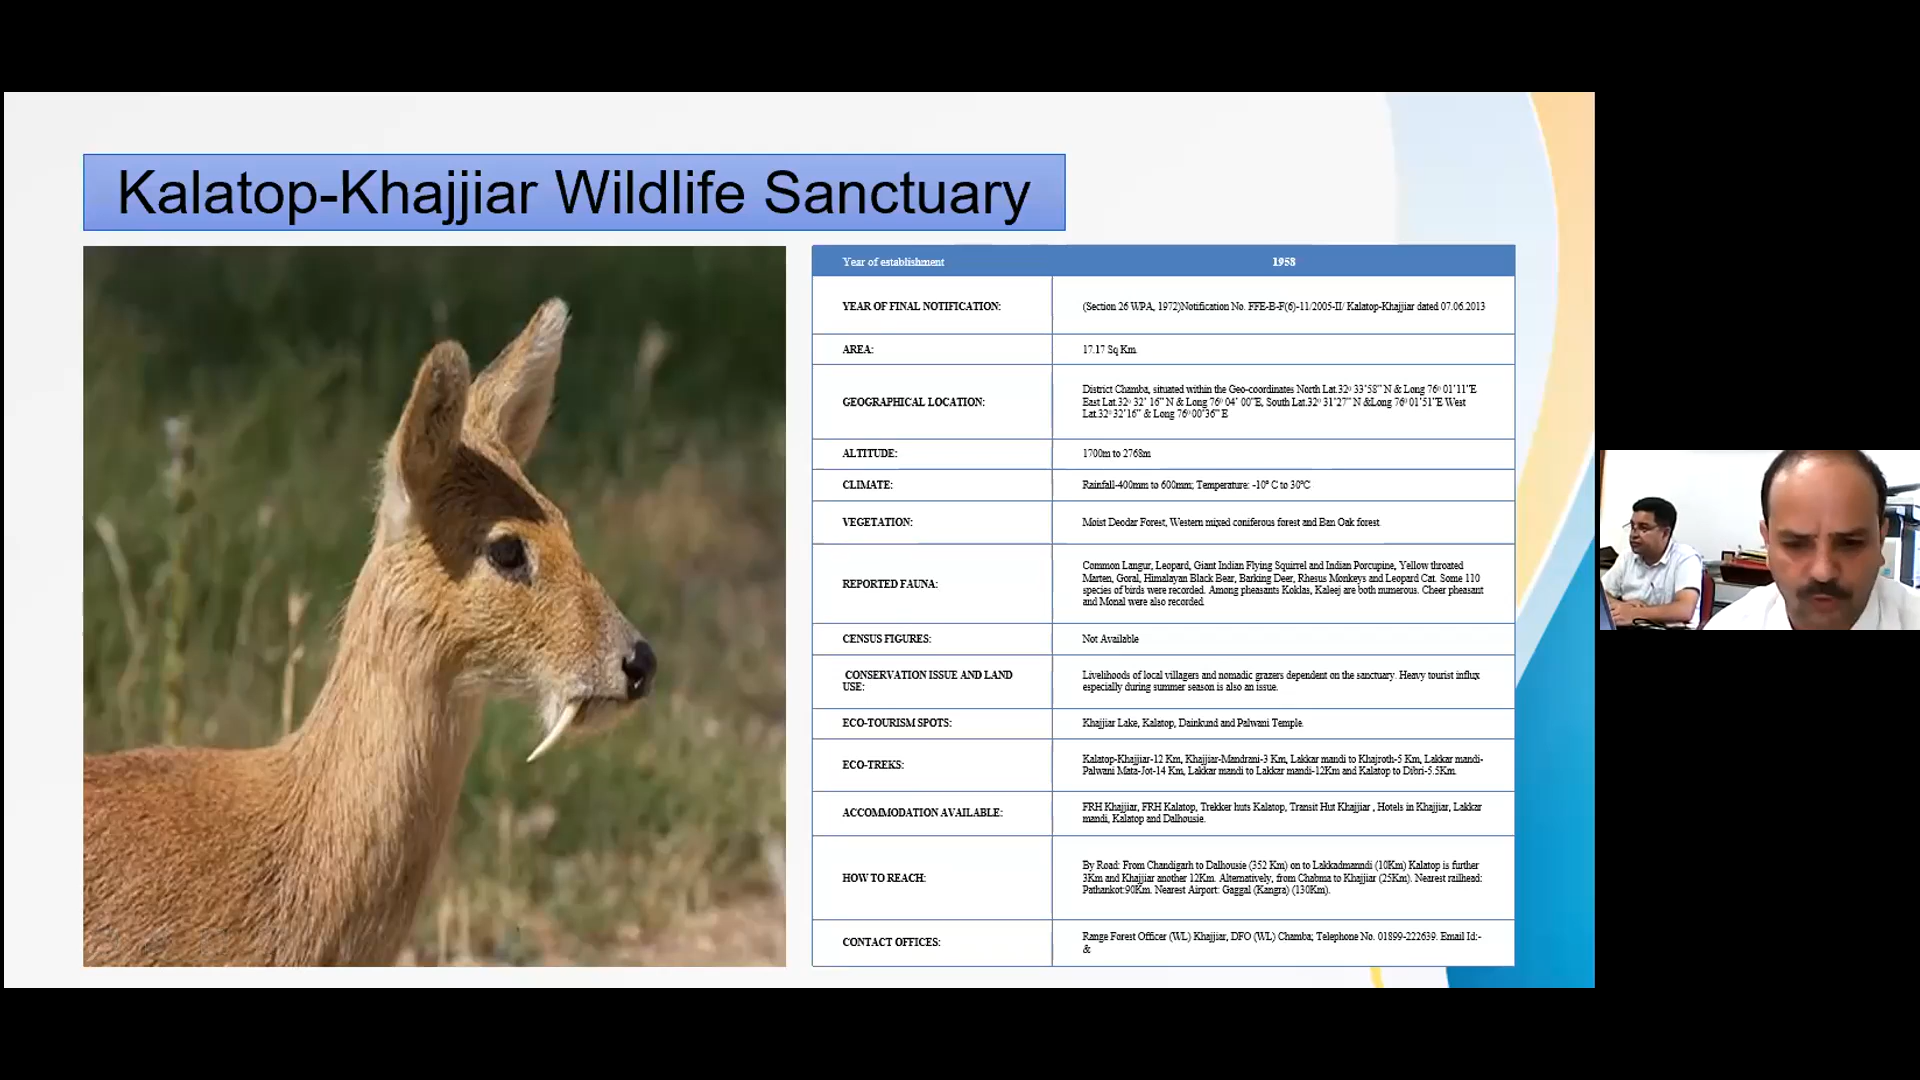 Kalatop-Khajjiar Wildlife Sanctuary
Year of establishment 1958
YEAR OF FINAL NOTIFICATION: (Section 26 WPA, 1972)Notification No. FFE-B-F(6)-11/2005-II/ Kalatop-Khajjiar dated 07.06.2013
AREA: 17.17 Sq Km.
GEOGRAPHICAL LOCATION:
District Chamba, situated within the Geo-coordinates North Lat.32⁰ 33’58” N & Long 76⁰ 01’11”E
East Lat.32⁰ 32’ 16” N & Long 76⁰ 04’ 00”E, South Lat.32⁰ 31’27” N &Long 76⁰ 01’51”E West
Lat.32⁰ 32’16” & Long 76⁰ 00’36” E
ALTITUDE: 1700m to 2768m
CLIMATE: Rainfall-400mm to 600mm; Temperature: -10° C to 30°C
VEGETATION: Moist Deodar Forest, Western mixed coniferous forest and Ban Oak forest.
REPORTED FAUNA:
Common Langur, Leopard, Giant Indian Flying Squirrel and Indian Porcupine, Yellow throated
Marten, Goral, Himalayan Black Bear, Barking Deer, Rhesus Monkeys and Leopard Cat. Some 110
species of birds were recorded. Among pheasants Koklas, Kaleej are both numerous. Cheer pheasant
and Monal were also recorded.
CENSUS FIGURES: Not Available
CONSERVATION ISSUE AND LAND
USE:
Livelihoods of local villagers and nomadic grazers dependent on the sanctuary. Heavy tourist influx
especially during summer season is also an issue.
ECO-TOURISM SPOTS: Khajjiar Lake, Kalatop, Dainkund and Palwani Temple.
ECO-TREKS:
Kalatop-Khajjiar-12 Km, Khajjiar-Mandrani-3 Km, Lakkar mandi to Khajroth-5 Km, Lakkar mandi-
Palwani Mata-Jot-14 Km, Lakkar mandi to Lakkar mandi-12Km and Kalatop to Dibri-5.5Km.
ACCOMMODATION AVAILABLE:
FRH Khajjiar, FRH Kalatop, Trekker huts Kalatop, Transit Hut Khajjiar , Hotels in Khajjiar, Lakkar
mandi, Kalatop and Dalhousie.
HOW TO REACH:
By Road: From Chandigarh to Dalhousie (352 Km) on to Lakkadmanndi (10Km) Kalatop is further
3Km and Khajjiar another 12Km. Alternatively, from Chabma to Khajjiar (25Km). Nearest railhead:
Pathankot:90Km. Nearest Airport: Gaggal (Kangra) (130Km).
CONTACT OFFICES:
Range Forest Officer (WL) Khajjiar, DFO (WL) Chamba; Telephone No. 01899-222639. Email Id:-
&